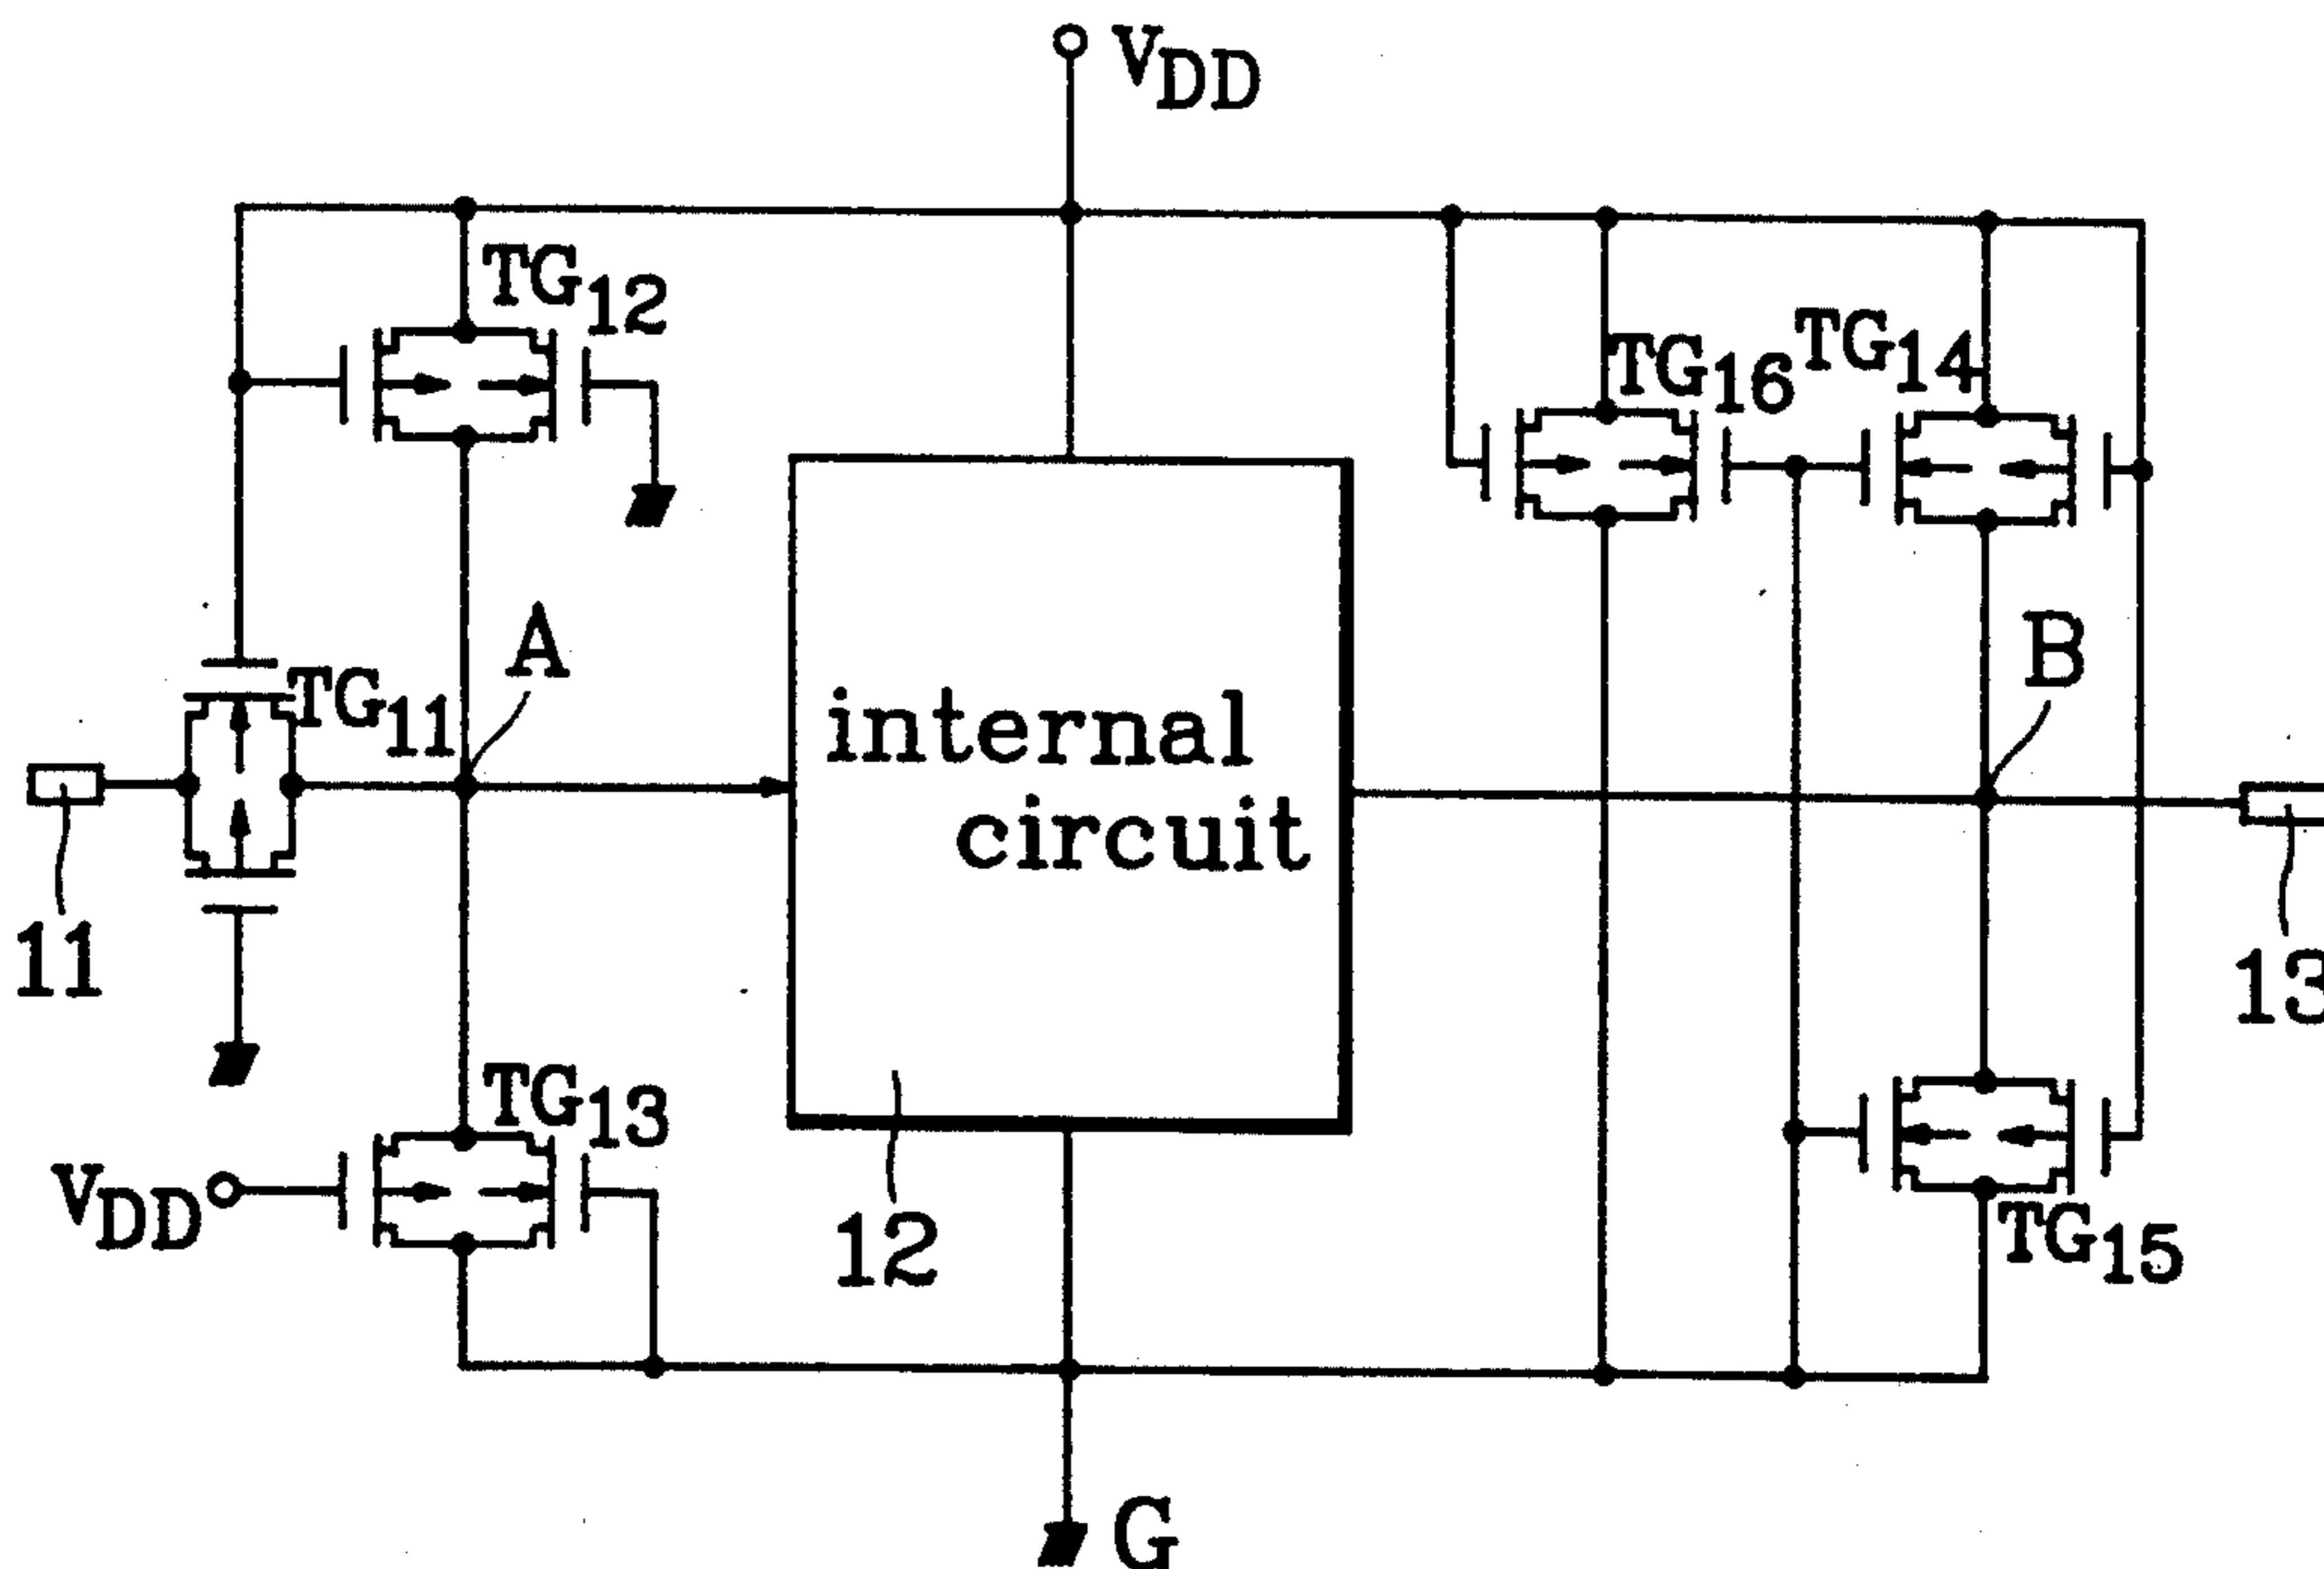 VDD
TG12
TG16
TG14
A
B
TG11
internal
circuit
11
13
TG13
VDD
12
TG15
G